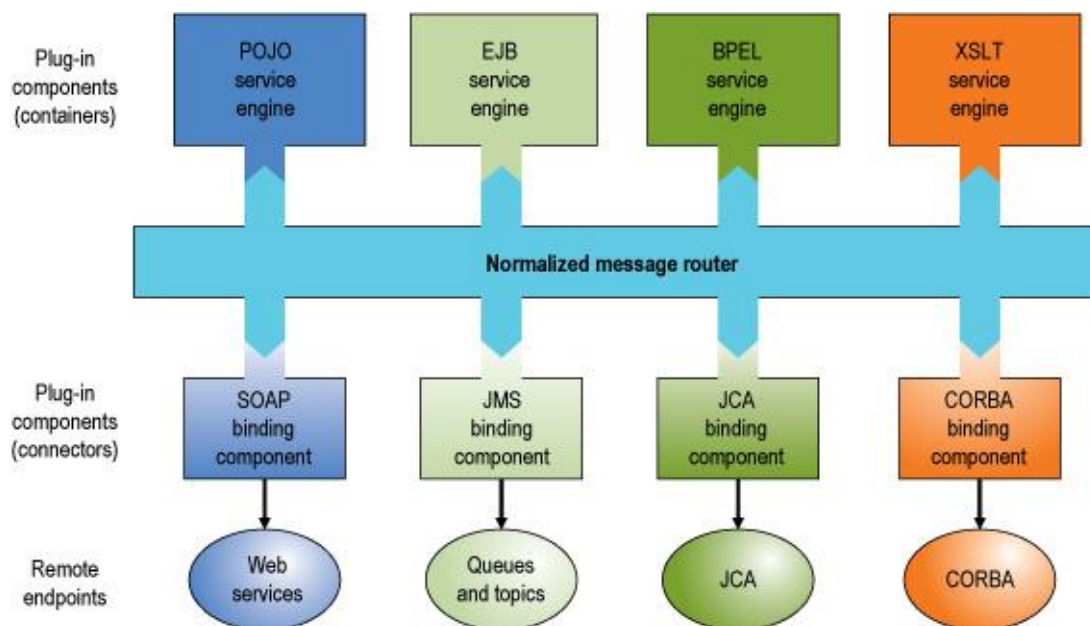 Plug-in
components
(containers)
POJO
service
engine
EJB
service
engine
BPEL
service
engine
XSLT
service
engine
Normalized message router
Plug-in
components
(connectors)
SOAP
binding
component
JMS
binding
component
JCA
binding
component
CORBA
binding
component
Remote
endpoints
Web
services
Queues
and topics
JCA
CORBA